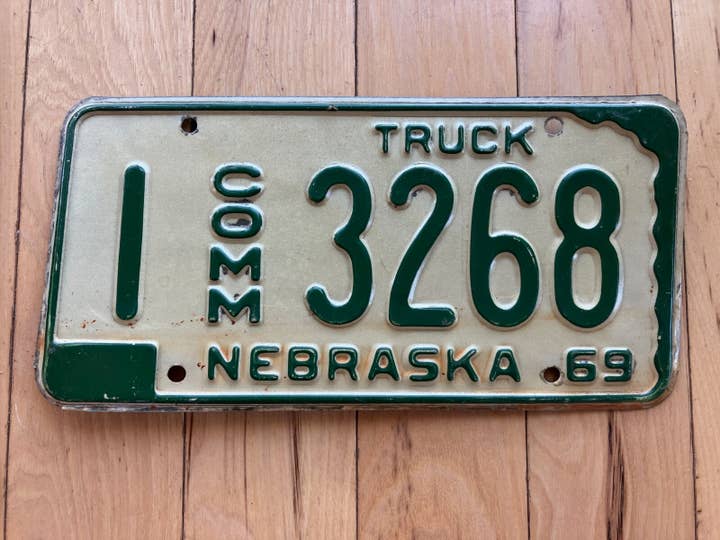 TRUCK
1 COMM 3268
NEBRASKA 69